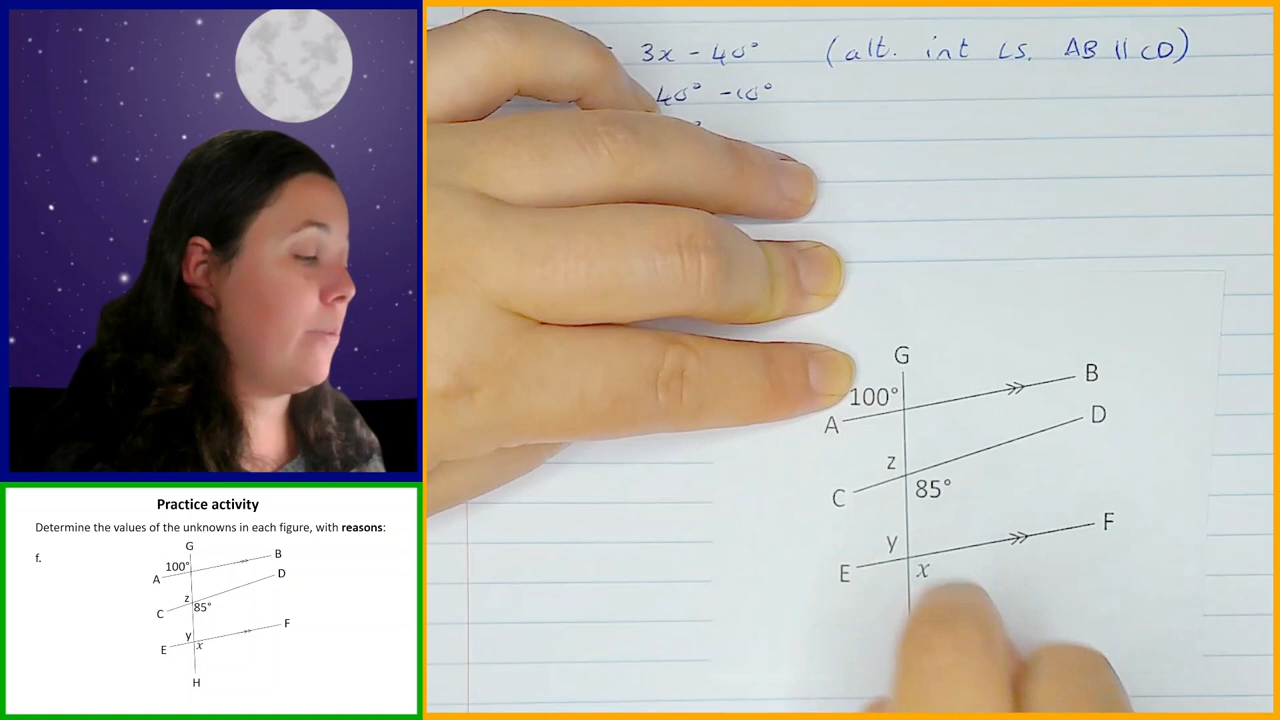 3x - 40° (alt. int ∠s. AB || CD)
40° - 10°
G
B
100°
A
D
z
C
85°
F
y
E
x
Practice activity
Determine the values of the unknowns in each figure, with reasons:
f.
G
B
100°
A
D
z
C
85°
F
y
E
x
H